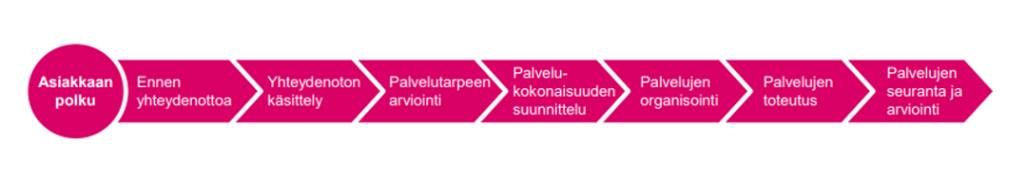 Asiakkaan
polku
Ennen
yhteydenottoa
Yhteydenoton
käsittely
Palvelutarpeen
arviointi
Palvelu-
kokonaisuuden
suunnittelu
Palvelujen
organisointi
Palvelujen
toteutus
Palvelujen
seuranta ja
arviointi